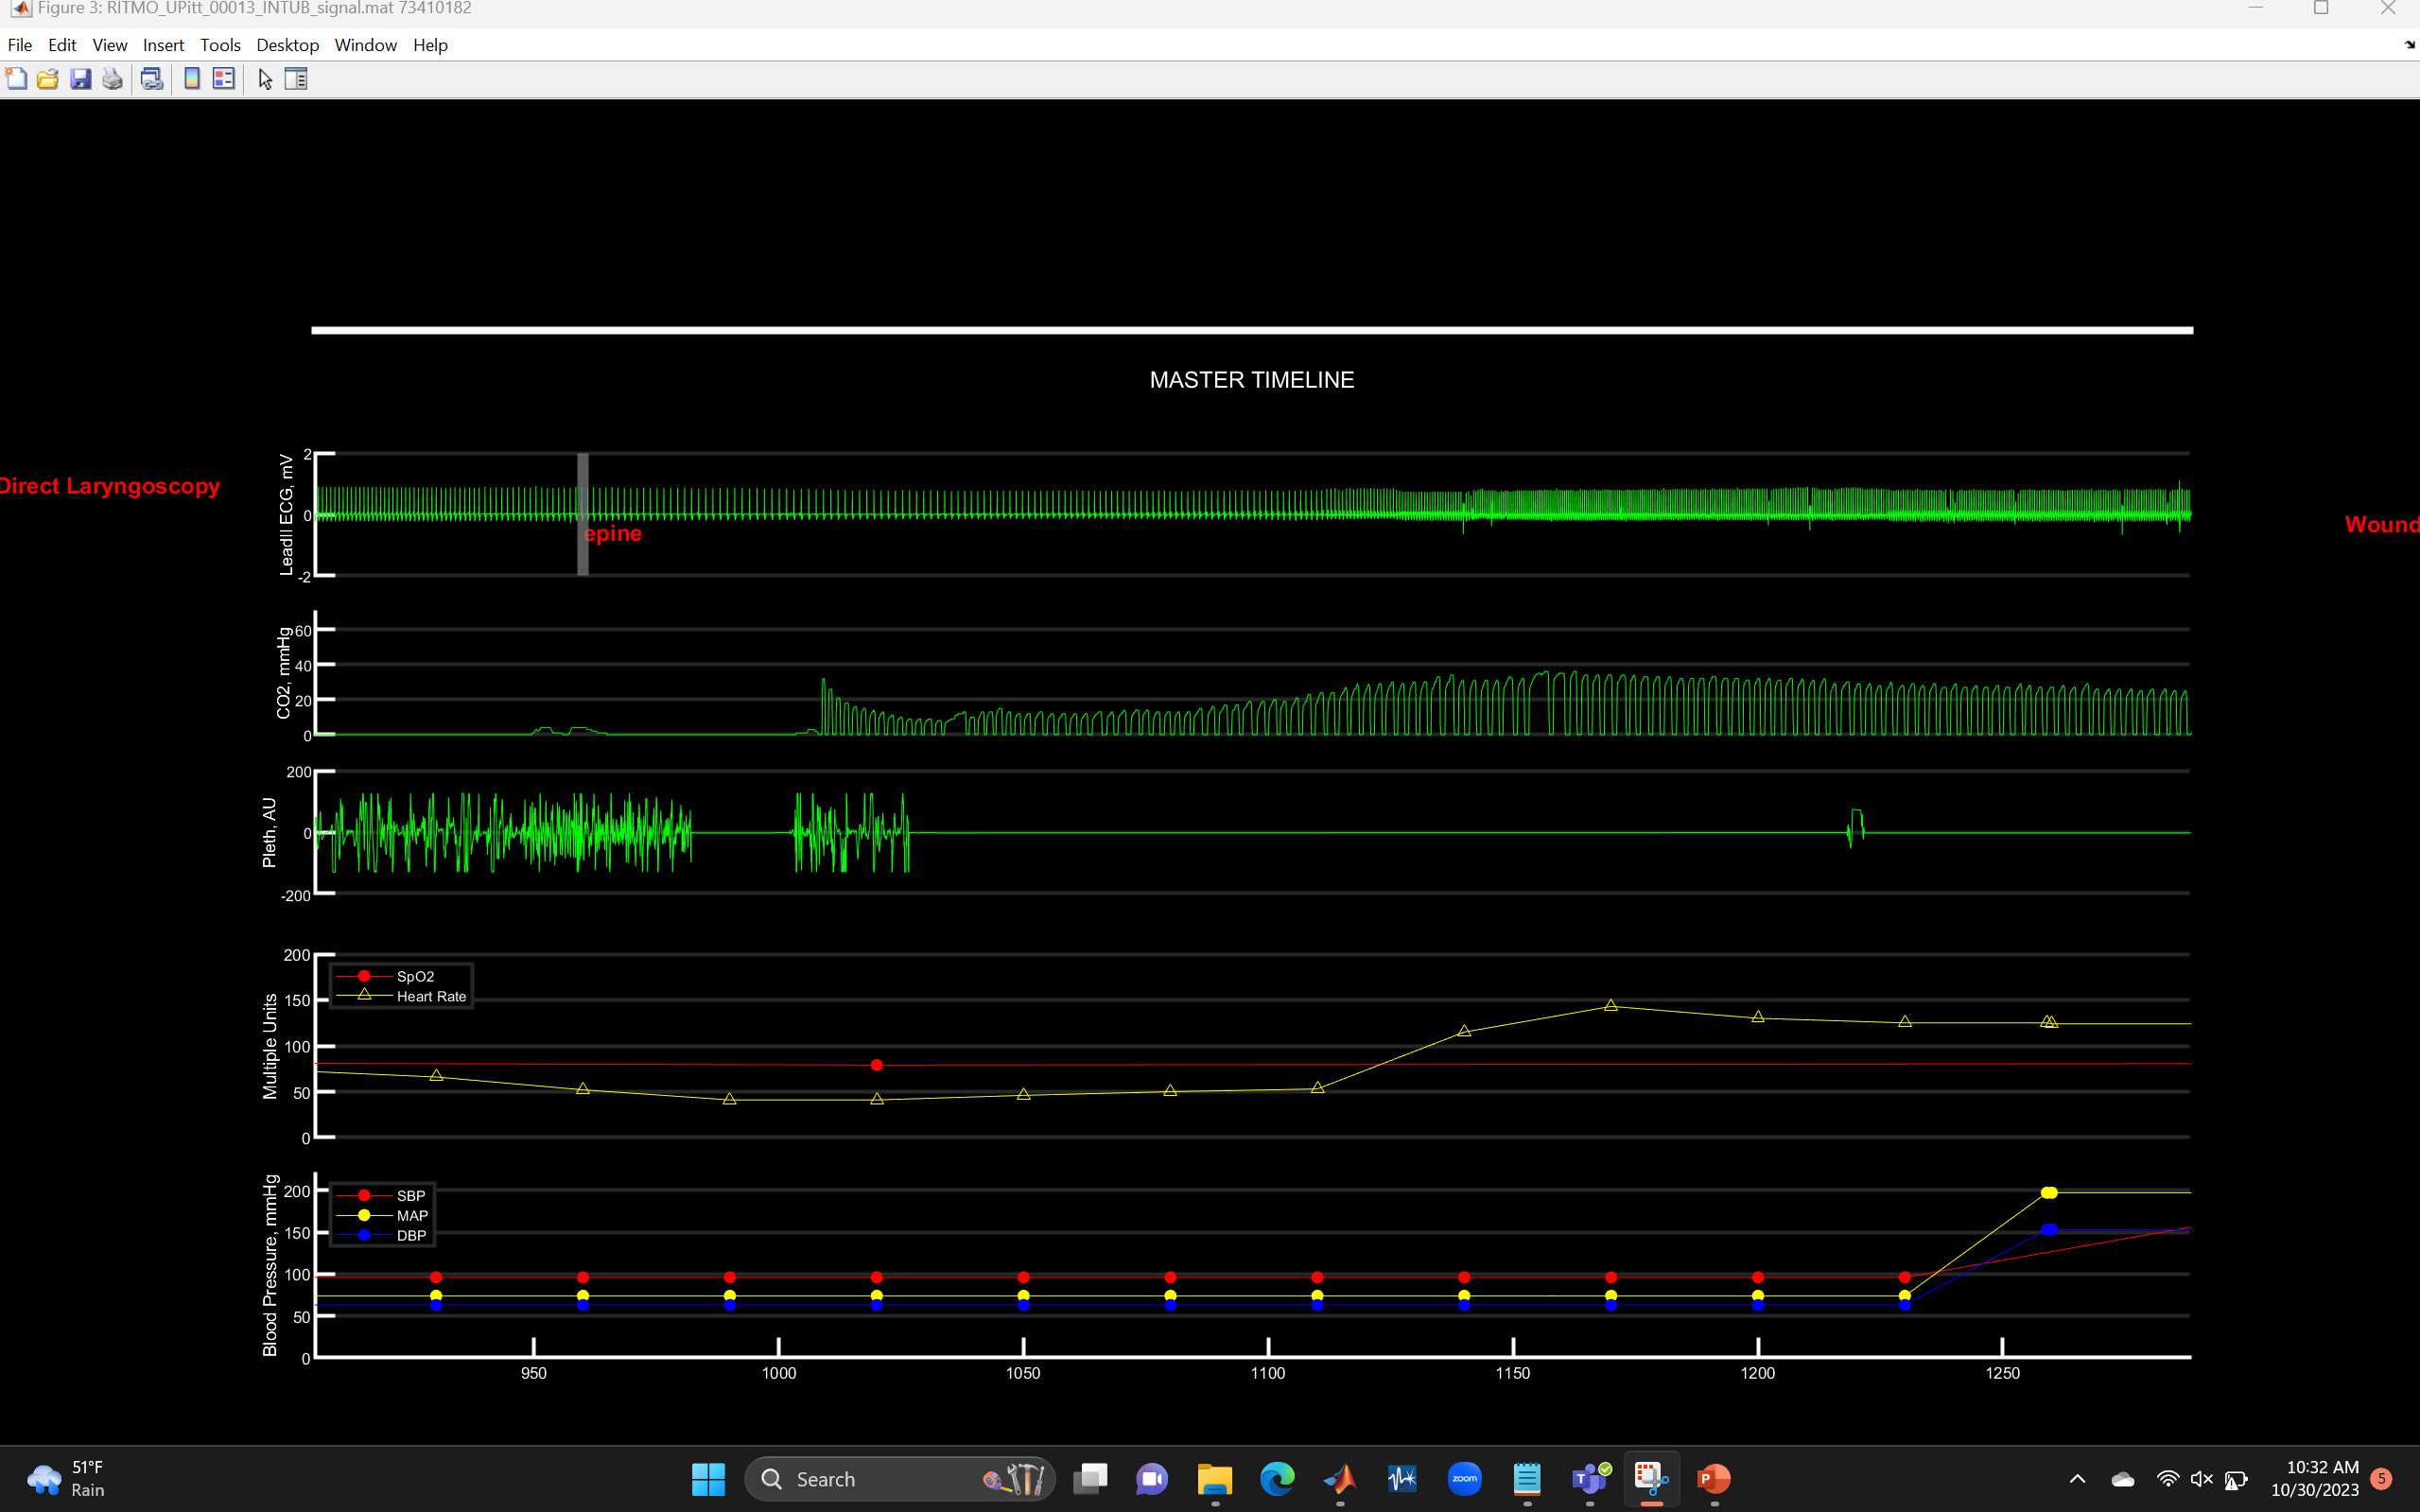 Figure 3: RITMO_UPitt_00013_INTUB_signal.mat 73410182
File Edit View Insert Tools Desktop Window Help
MASTER TIMELINE
Direct Laryngoscopy
Wound
epine
LeadII ECG, mV
2
0
-2
CO2, mmHg
60
40
20
0
Pleth, AU
200
0
-200
Multiple Units
200
150
100
50
0
SpO2
Heart Rate
Blood Pressure, mmHg
200
150
100
50
0
SBP
MAP
DBP
950 1000 1050 1100 1150 1200 1250
51°F
Rain
Search
zoom
10:32 AM
10/30/2023
5